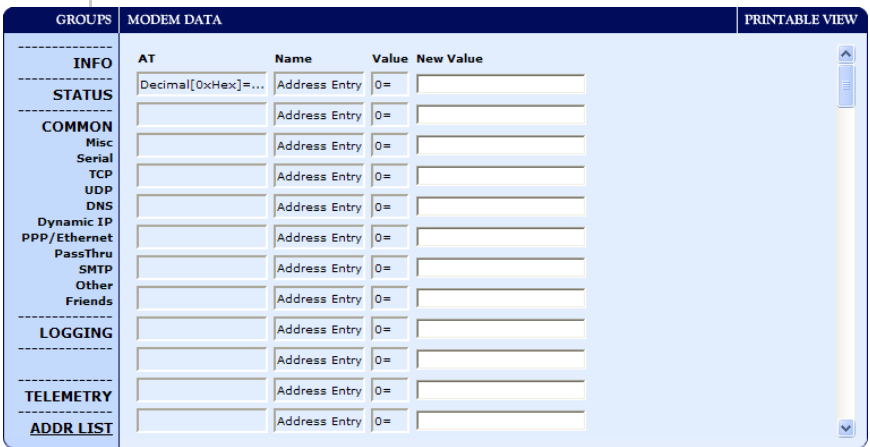 GROUPS MODEM DATA PRINTABLE VIEW
--------------
INFO
--------------
STATUS
--------------
COMMON
Misc
Serial
TCP
UDP
DNS
Dynamic IP
PPP/Ethernet
PassThru
SMTP
Other
Friends
--------------
LOGGING
--------------
--------------
TELEMETRY
--------------
ADDR LIST
AT Name Value New Value
Decimal[0xHex]=... Address Entry 0=
Address Entry 0=
Address Entry 0=
Address Entry 0=
Address Entry 0=
Address Entry 0=
Address Entry 0=
Address Entry 0=
Address Entry 0=
Address Entry 0=
Address Entry 0=
Address Entry 0=